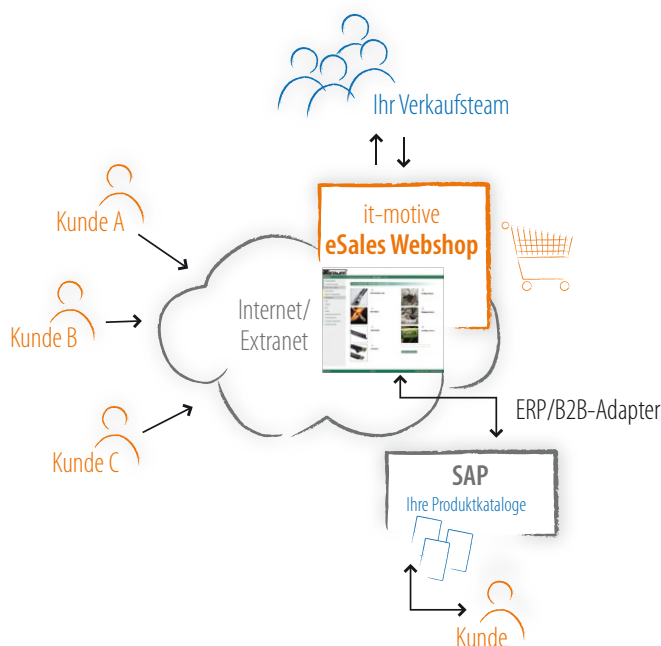 Ihr Verkaufsteam
it-motive
eSales Webshop
Kunde A
Internet/
Extranet
Kunde B
ERP/B2B-Adapter
Kunde C
SAP
Ihre Produktkataloge
Kunde